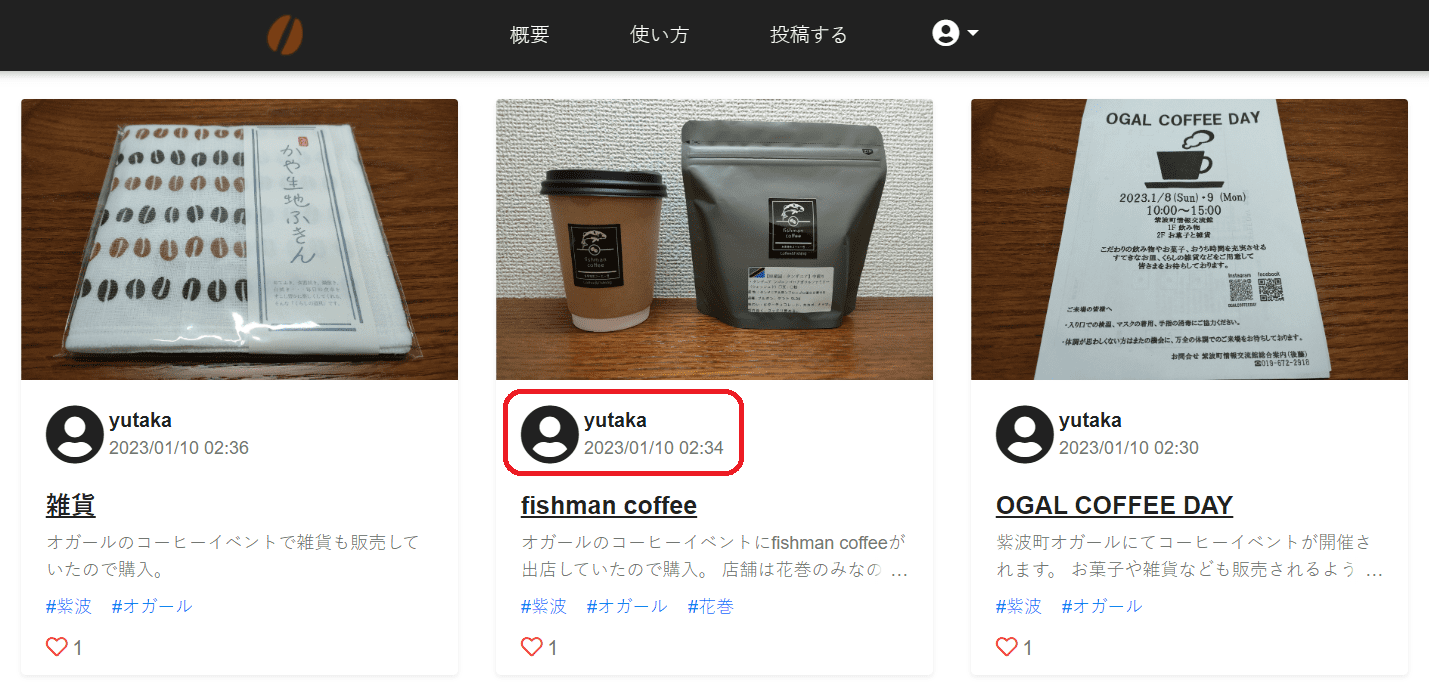 概要
使い方
投稿する
かや生地ふきん
fishman
coffee
fishman
coffee
OGAL COFFEE DAY
2023.1/8(Sun)・9 (Mon)
10:00〜15:00
紫波町情報交流館
1F 飲み物
2F お菓子と雑貨
こだわりの飲み物やお菓子、おうち時間を充実させる
すてきなお皿、くらしの雑貨などをご用意して
皆さまをお待ちしております。
Instagram facebook
ご来場の皆様へ
・入り口での検温、マスクの着用、手指の消毒にご協力ください。
・体調が思わしくない方はまたの機会に、万全の体調でのご来場をお待ちしております。
お問合せ 紫波町情報交流館総合案内(後藤)
☎019-672-2918
yutaka
2023/01/10 02:36
雑貨
オガールのコーヒーイベントで雑貨も販売して
いたので購入。
#紫波 #オガール
1
yutaka
2023/01/10 02:34
fishman coffee
オガールのコーヒーイベントにfishman coffeeが
出店していたので購入。 店舗は花巻のみなの ...
#紫波 #オガール #花巻
1
yutaka
2023/01/10 02:30
OGAL COFFEE DAY
紫波町オガールにてコーヒーイベントが開催さ
れます。 お菓子や雑貨なども販売されるよう ...
#紫波 #オガール
1